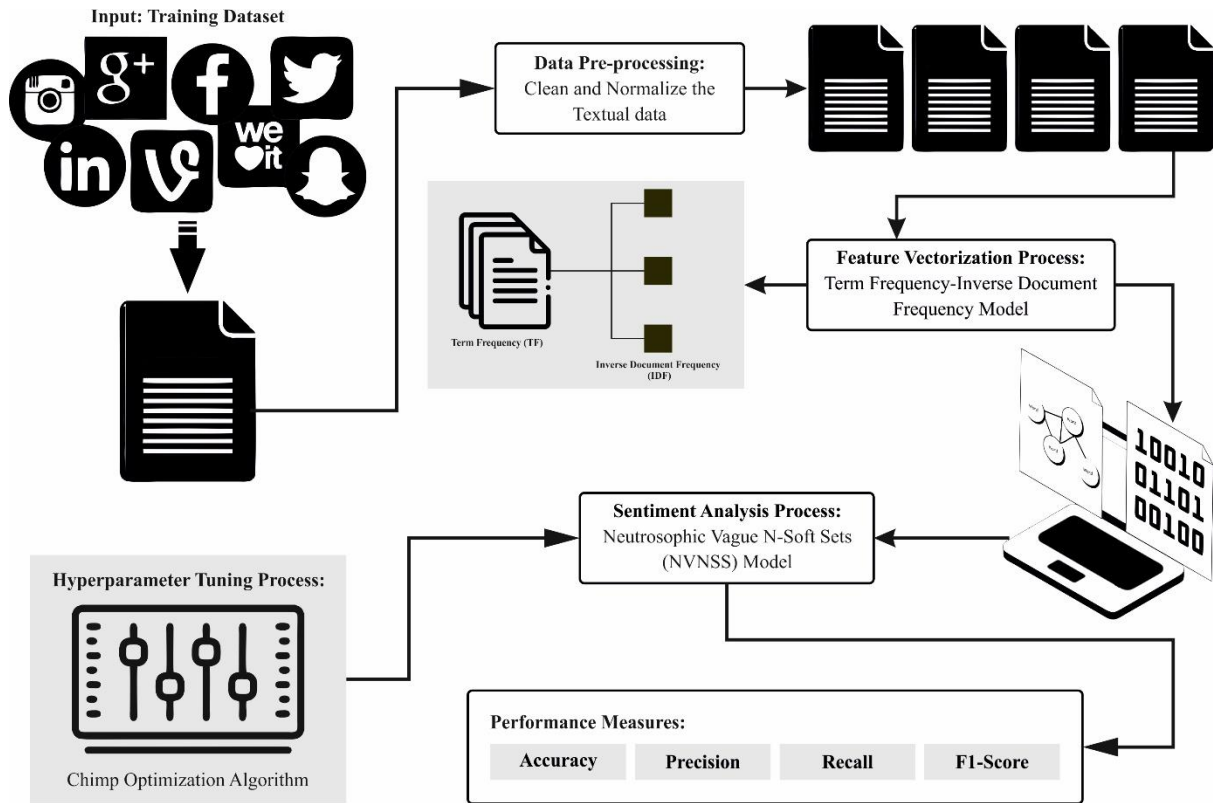 Input: Training Dataset
g+
f
we
it
in
Data Pre-processing:
Clean and Normalize the
Textual data
Feature Vectorization Process:
Term Frequency-Inverse Document
Frequency Model
Term Frequency (TF)
Inverse Document Frequency
(IDF)
10010
01101
00100
Sentiment Analysis Process:
Neutrosophic Vague N-Soft Sets
(NVNSS) Model
Hyperparameter Tuning Process:
Chimp Optimization Algorithm
Performance Measures:
Accuracy
Precision
Recall
F1-Score